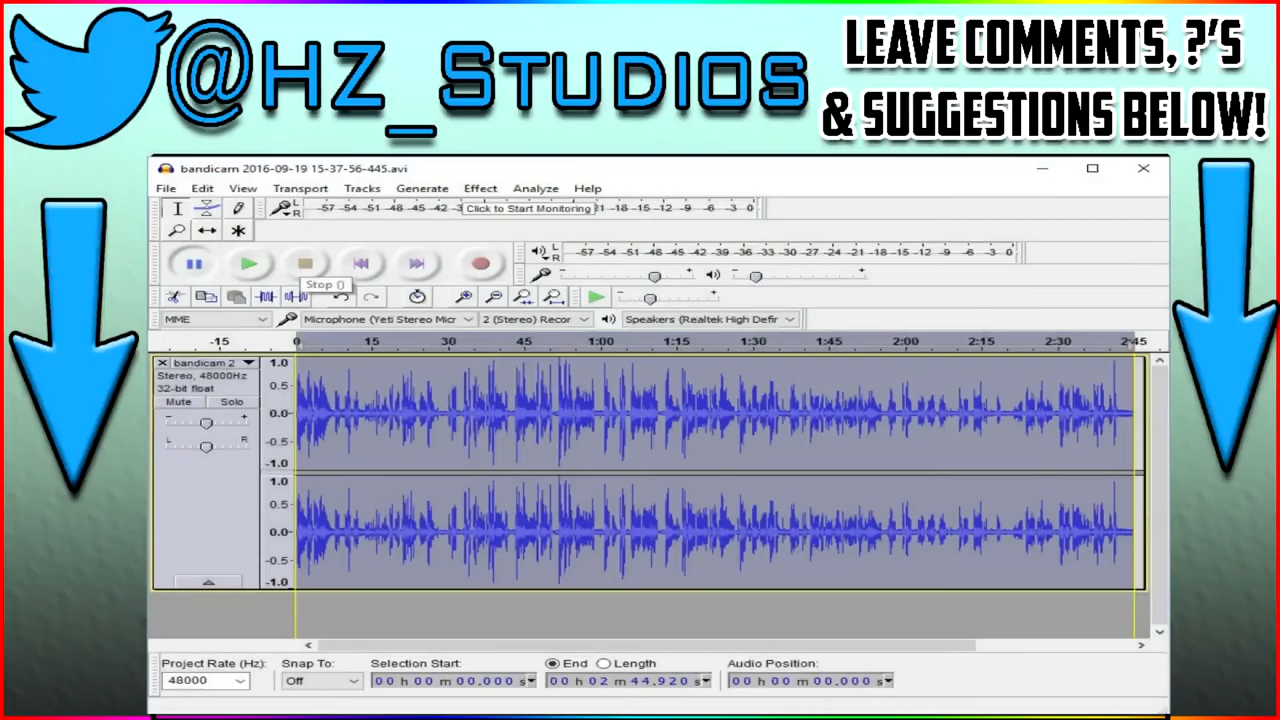 @HZ_STUDIOS
LEAVE COMMENTS, ?'S
& SUGGESTIONS BELOW!
bandicam 2016-09-19 15-37-56-445.avi
File Edit View Transport Tracks Generate Effect Analyze Help
L
R
-57 -54 -51 -48 -45 -42 -3 Click to Start Monitoring 21 -18 -15 -12 -9 -6 -3 0
L
R
-57 -54 -51 -48 -45 -42 -39 -36 -33 -30 -27 -24 -21 -18 -15 -12 -9 -6 -3 0
- + - +
Stop ()
- +
MME Microphone (Yeti Stereo Micr 2 (Stereo) Recor Speakers (Realtek High Defir
-15 0 15 30 45 1:00 1:15 1:30 1:45 2:00 2:15 2:30 2:45
bandicam 2
Stereo, 48000Hz
32-bit float
Mute Solo
- +
L R
1.0
0.5
0.0
-0.5
-1.0
1.0
0.5
0.0
-0.5
-1.0
Project Rate (Hz): Snap To: Selection Start: End Length Audio Position:
48000 Off 00 h 00 m 00.000 s 00 h 02 m 44.920 s 00 h 00 m 00.000 s